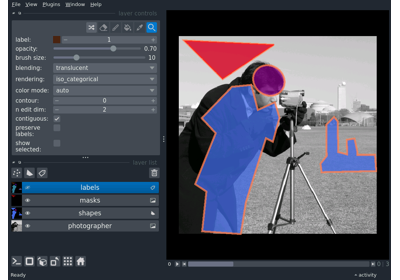 File View Plugins Window Help
layer controls
label: 1
opacity: 0.70
brush size: 10
blending: translucent
rendering: iso_categorical
color mode: auto
contour: 0
n edit dim: 2
contiguous:
preserve
labels:
show
selected:
layer list
labels
masks
shapes
photographer
Ready
activity